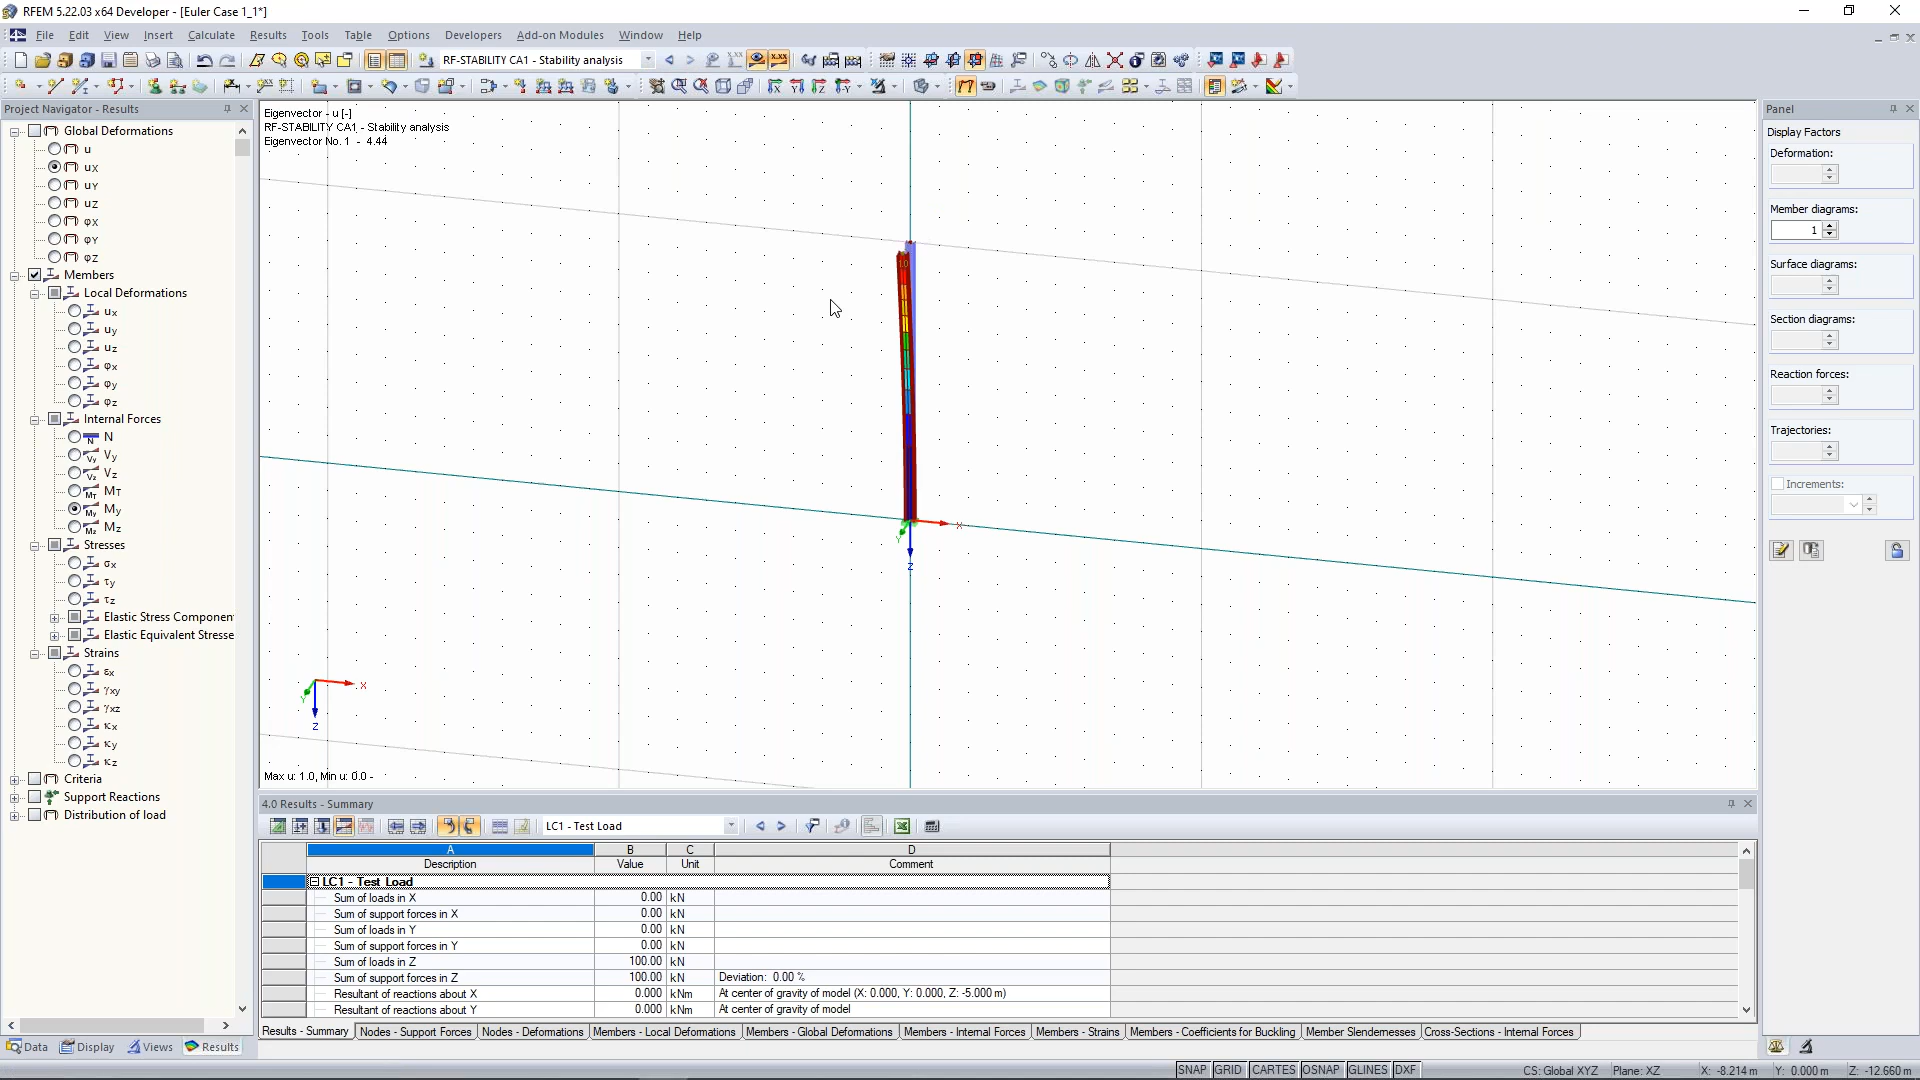 RFEM 5.22.03 x64 Developer - [Euler Case 1_1*]
File Edit View Insert Calculate Results Tools Table Options Developers Add-on Modules Window Help
RF-STABILITY CA1 - Stability analysis
Project Navigator - Results
Global Deformations
u
uX
uY
uZ
φX
φY
φZ
Members
Local Deformations
ux
uy
uz
φx
φy
φz
Internal Forces
N
Vy
Vz
MT
My
Mz
Stresses
σx
τy
τz
Elastic Stress Componen
Elastic Equivalent Stresse
Strains
εx
γxy
γxz
κx
κy
κz
Criteria
Support Reactions
Distribution of load
Data Display Views Results
Eigenvector - u [-]
RF-STABILITY CA1 - Stability analysis
Eigenvector No. 1 - 4.44
1.0
X
Y
Z
X
Y
Z
Max u: 1.0, Min u: 0.0 -
Panel
Display Factors
Deformation:
Member diagrams:
1
Surface diagrams:
Section diagrams:
Reaction forces:
Trajectories:
Increments:
4.0 Results - Summary
LC1 - Test Load
A B C D
Description Value Unit Comment
LC1 - Test Load
Sum of loads in X 0.00 kN
Sum of support forces in X 0.00 kN
Sum of loads in Y 0.00 kN
Sum of support forces in Y 0.00 kN
Sum of loads in Z 100.00 kN
Sum of support forces in Z 100.00 kN Deviation: 0.00 %
Resultant of reactions about X 0.000 kNm At center of gravity of model (X: 0.000, Y: 0.000, Z: -5.000 m)
Resultant of reactions about Y 0.000 kNm At center of gravity of model
Results - Summary Nodes - Support Forces Nodes - Deformations Members - Local Deformations Members - Global Deformations Members - Internal Forces Members - Strains Members - Coefficients for Buckling Member Slendernesses Cross-Sections - Internal Forces
SNAP GRID CARTES OSNAP GLINES DXF CS: Global XYZ Plane: XZ X: -8.214 m Y: 0.000 m Z: -12.660 m